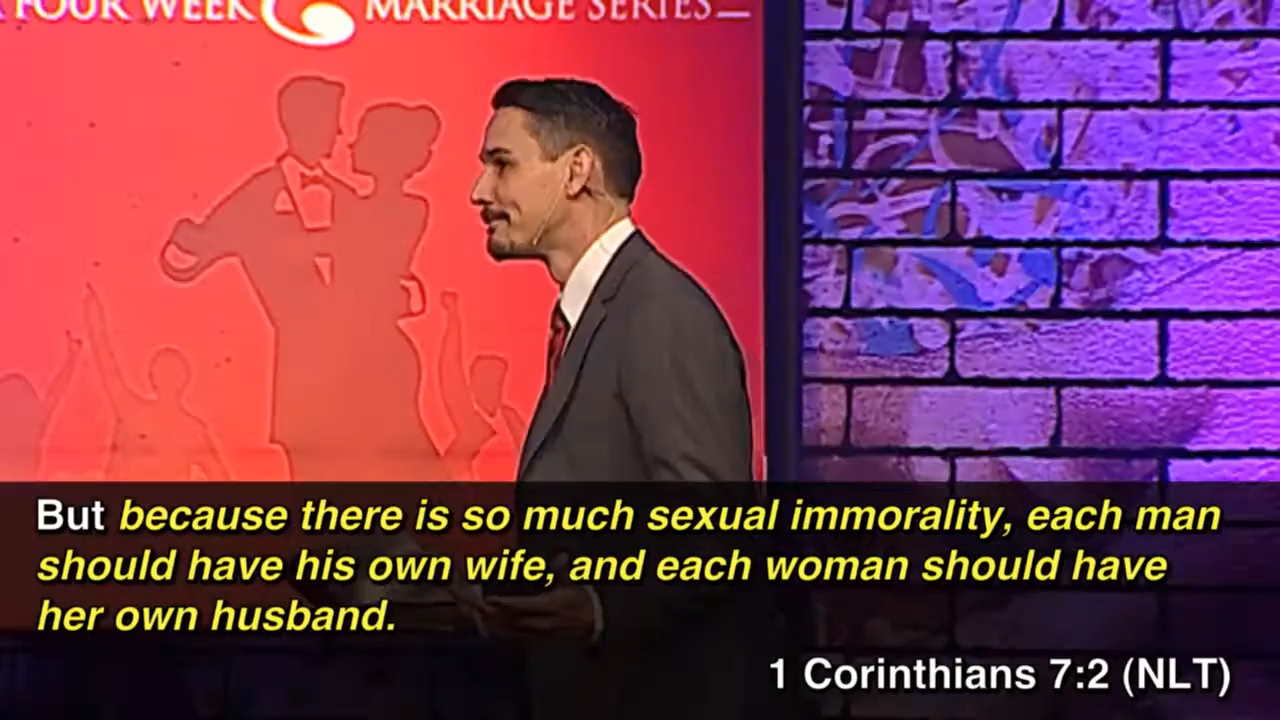 A FOUR WEEK MARRIAGE SERIES
But because there is so much sexual immorality, each man
should have his own wife, and each woman should have
her own husband.
1 Corinthians 7:2 (NLT)